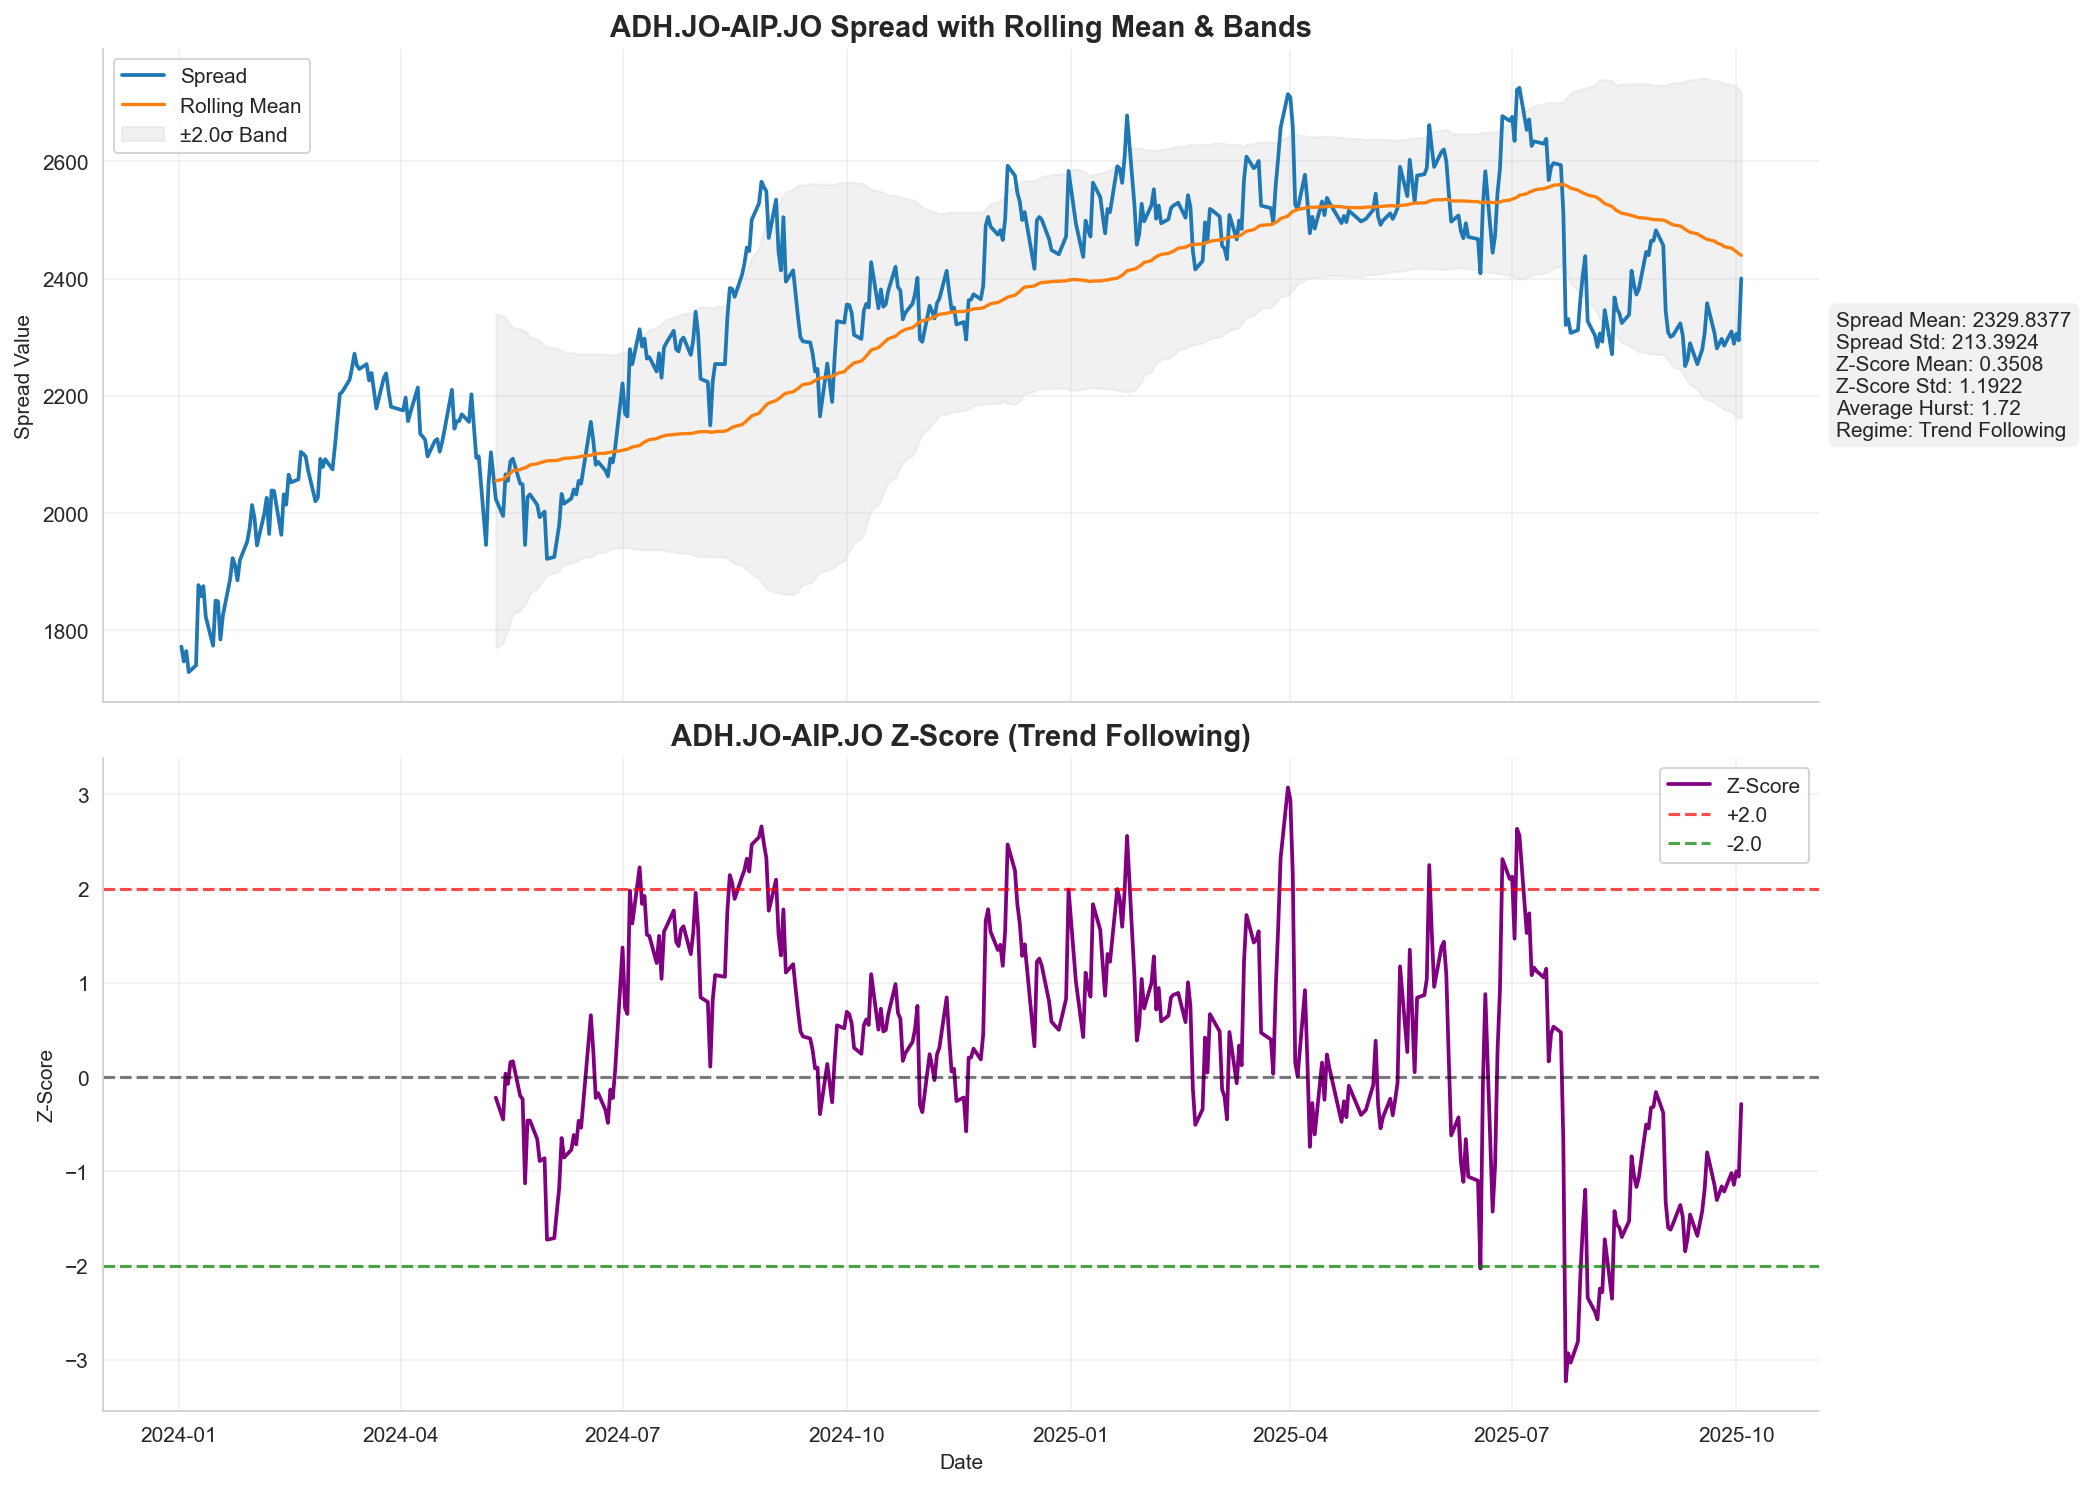 ADH.JO-AIP.JO Spread with Rolling Mean & Bands
Spread
Rolling Mean
±2.0σ Band
2600
2400
2200
2000
1800
Spread Value
Spread Mean: 2329.8377
Spread Std: 213.3924
Z-Score Mean: 0.3508
Z-Score Std: 1.1922
Average Hurst: 1.72
Regime: Trend Following
ADH.JO-AIP.JO Z-Score (Trend Following)
Z-Score
+2.0
-2.0
3
2
1
0
−1
−2
−3
Z-Score
2024-01
2024-04
2024-07
2024-10
2025-01
2025-04
2025-07
2025-10
Date